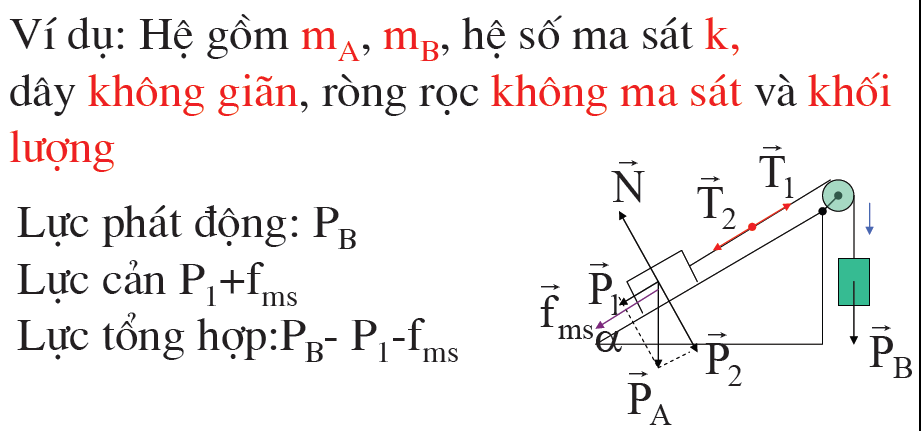 Ví dụ: Hệ gồm mA, mB, hệ số ma sát k,
dây không giãn, ròng rọc không ma sát và khối
lượng
Lực phát động: PB
Lực cản P1+fms
Lực tổng hợp:PB- P1-fms
N
T1
T2
P1
fms
α
P2
PB
PA